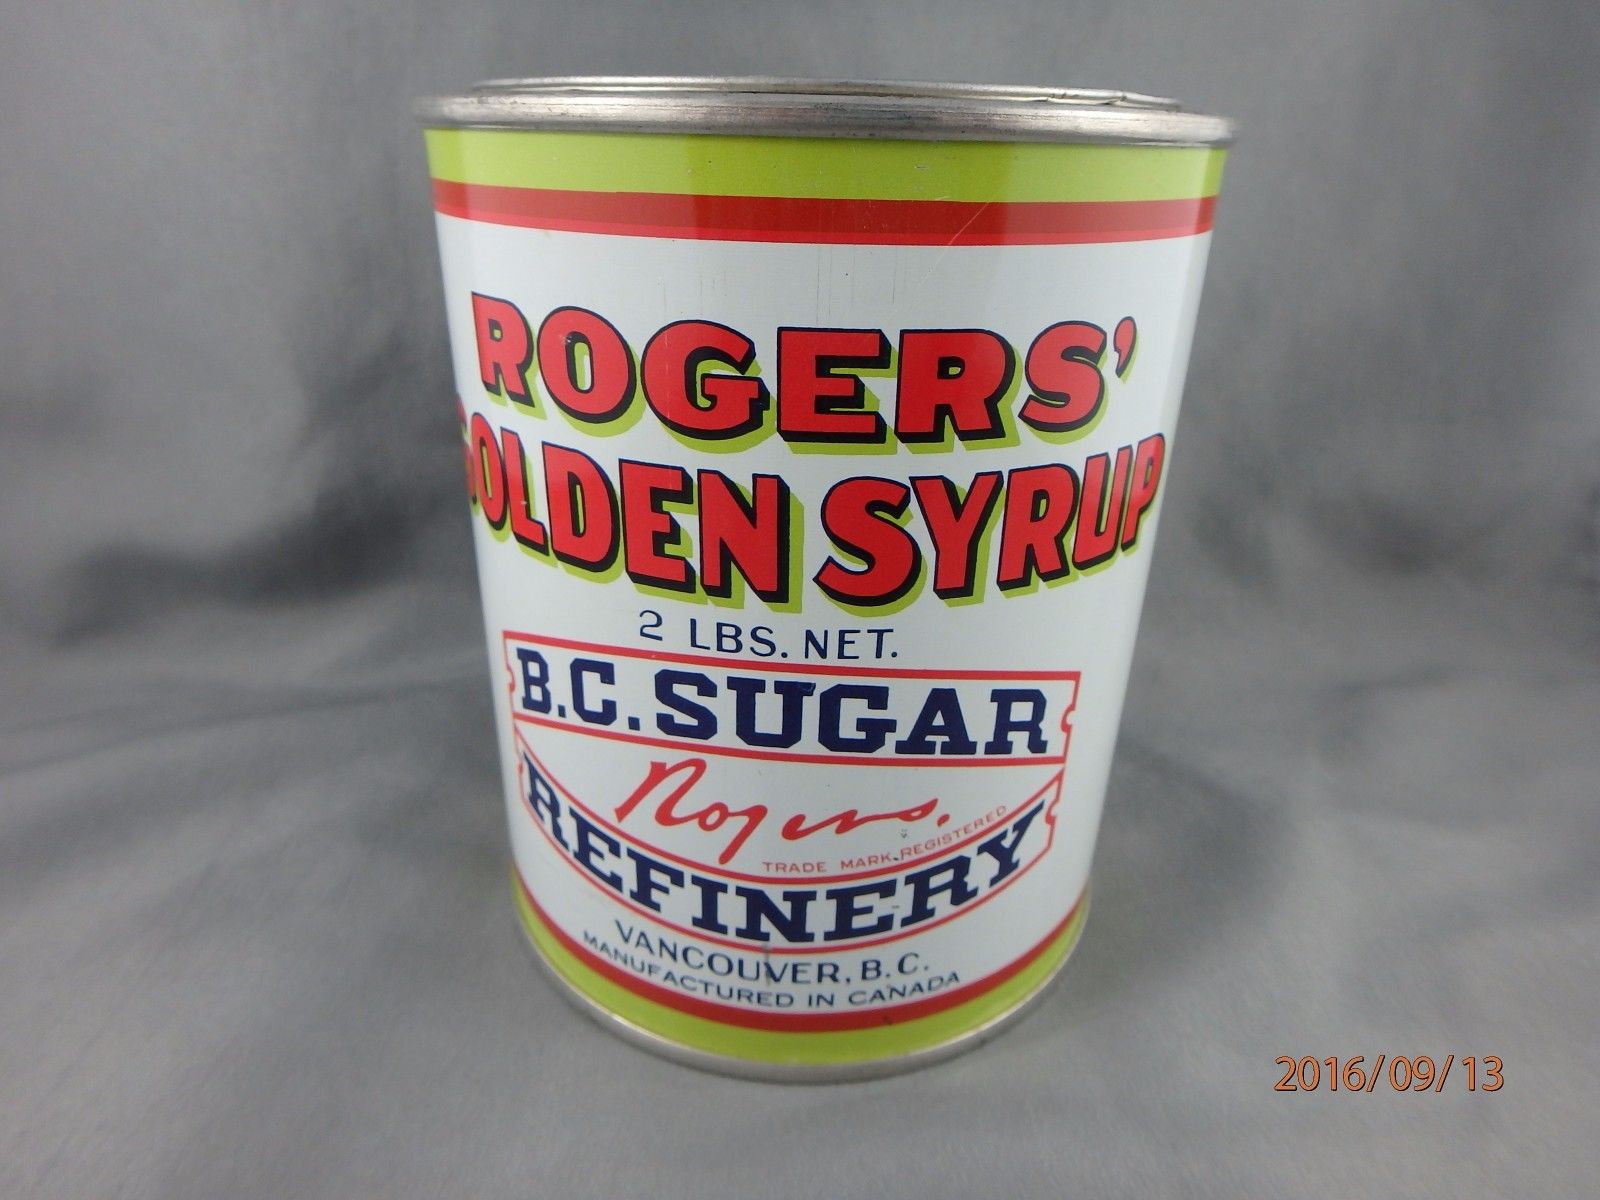 ROGERS'
GOLDEN SYRUP
2 LBS. NET.
B.C. SUGAR
Rogers.
TRADE MARK REGISTERED
REFINERY
VANCOUVER, B.C.
MANUFACTURED IN CANADA
2016/09/13